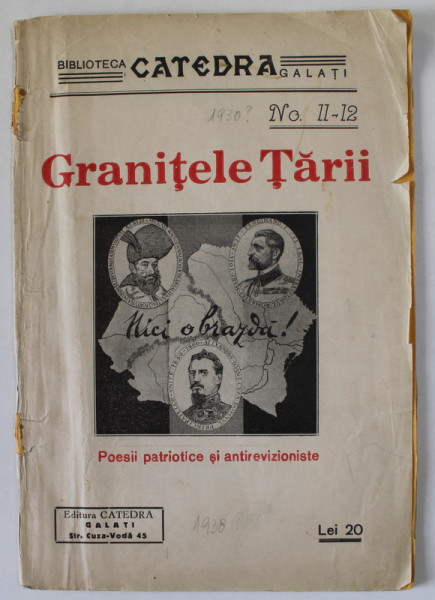 BIBLIOTECA CATEDRA GALAȚI
1930?
No. 11-12
Granițele Țării
Nici o brazdă!
Poesii patriotice și antirevizioniste
Editura CATEDRA
GALAȚI
Str. Cuza-Vodă 45
1938?
Lei 20